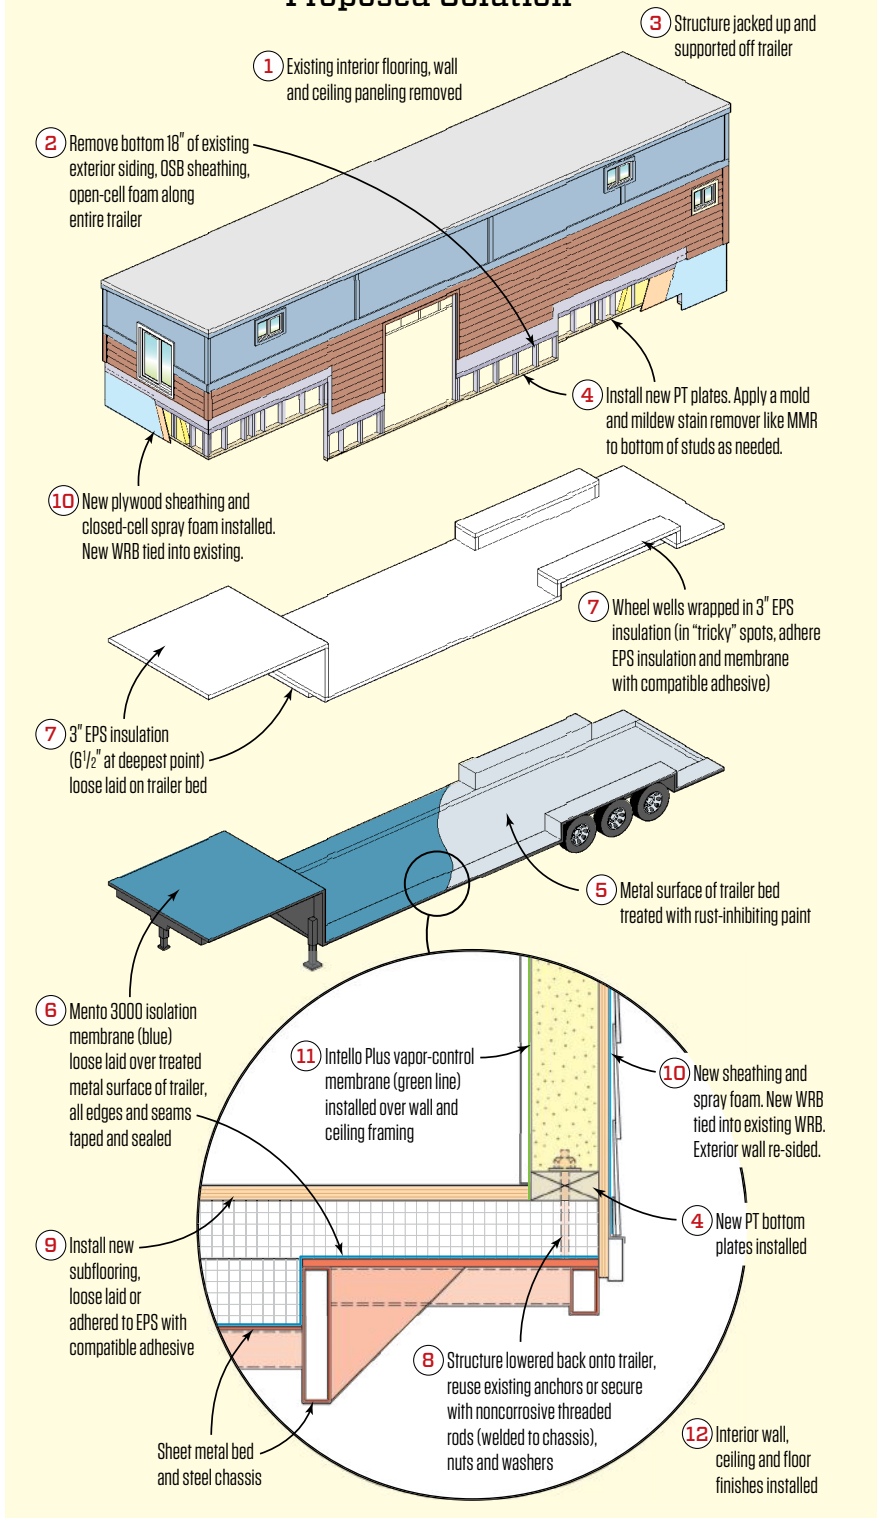 Proposed Solution
3 Structure jacked up and
supported off trailer
1 Existing interior flooring, wall
and ceiling paneling removed
2 Remove bottom 18" of existing
exterior siding, OSB sheathing,
open-cell foam along
entire trailer
4 Install new PT plates. Apply a mold
and mildew stain remover like MMR
to bottom of studs as needed.
10 New plywood sheathing and
closed-cell spray foam installed.
New WRB tied into existing.
7 Wheel wells wrapped in 3" EPS
insulation (in “tricky” spots, adhere
EPS insulation and membrane
with compatible adhesive)
7 3" EPS insulation
(6 1/2" at deepest point)
loose laid on trailer bed
5 Metal surface of trailer bed
treated with rust-inhibiting paint
6 Mento 3000 isolation
membrane (blue)
loose laid over treated
metal surface of trailer,
all edges and seams
taped and sealed
11 Intello Plus vapor-control
membrane (green line)
installed over wall and
ceiling framing
10 New sheathing and
spray foam. New WRB
tied into existing WRB.
Exterior wall re-sided.
4 New PT bottom
plates installed
9 Install new
subflooring,
loose laid or
adhered to EPS with
compatible adhesive
8 Structure lowered back onto trailer,
reuse existing anchors or secure
with noncorrosive threaded
rods (welded to chassis),
nuts and washers
Sheet metal bed
and steel chassis
12 Interior wall,
ceiling and floor
finishes installed